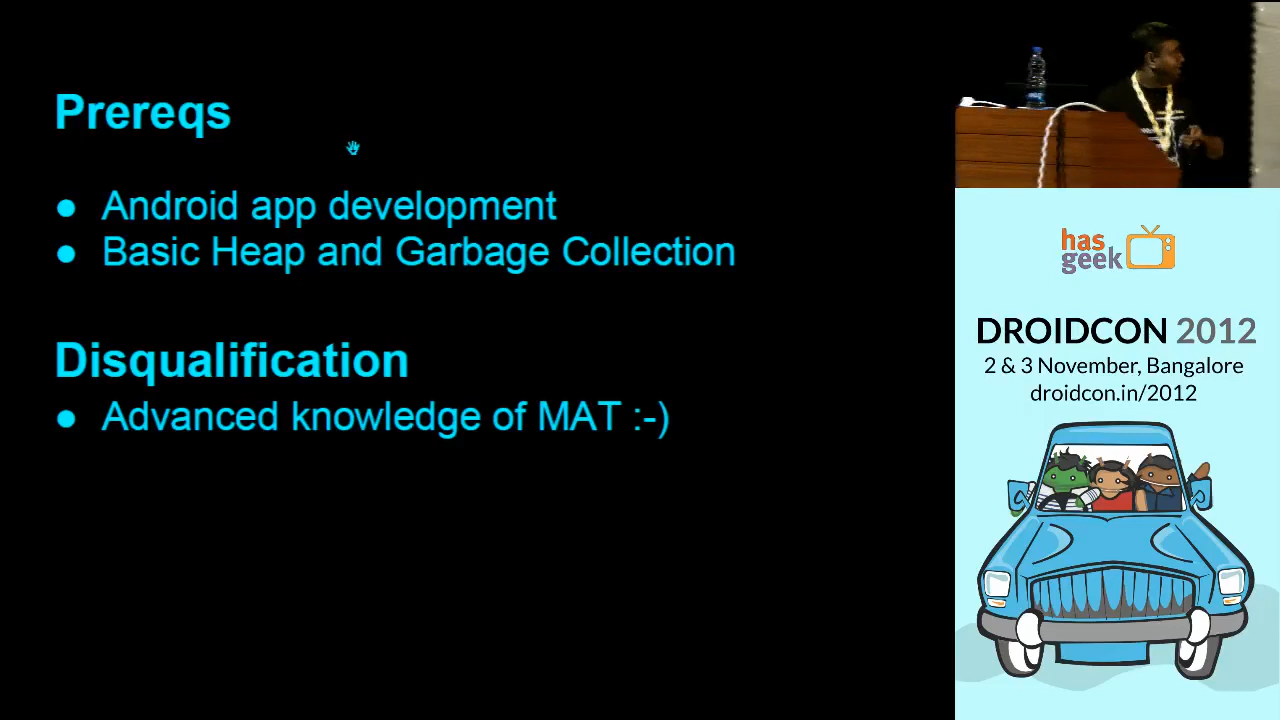 Prereqs
● Android app development
● Basic Heap and Garbage Collection
Disqualification
● Advanced knowledge of MAT :-)
has
geek
DROIDCON 2012
2 & 3 November, Bangalore
droidcon.in/2012